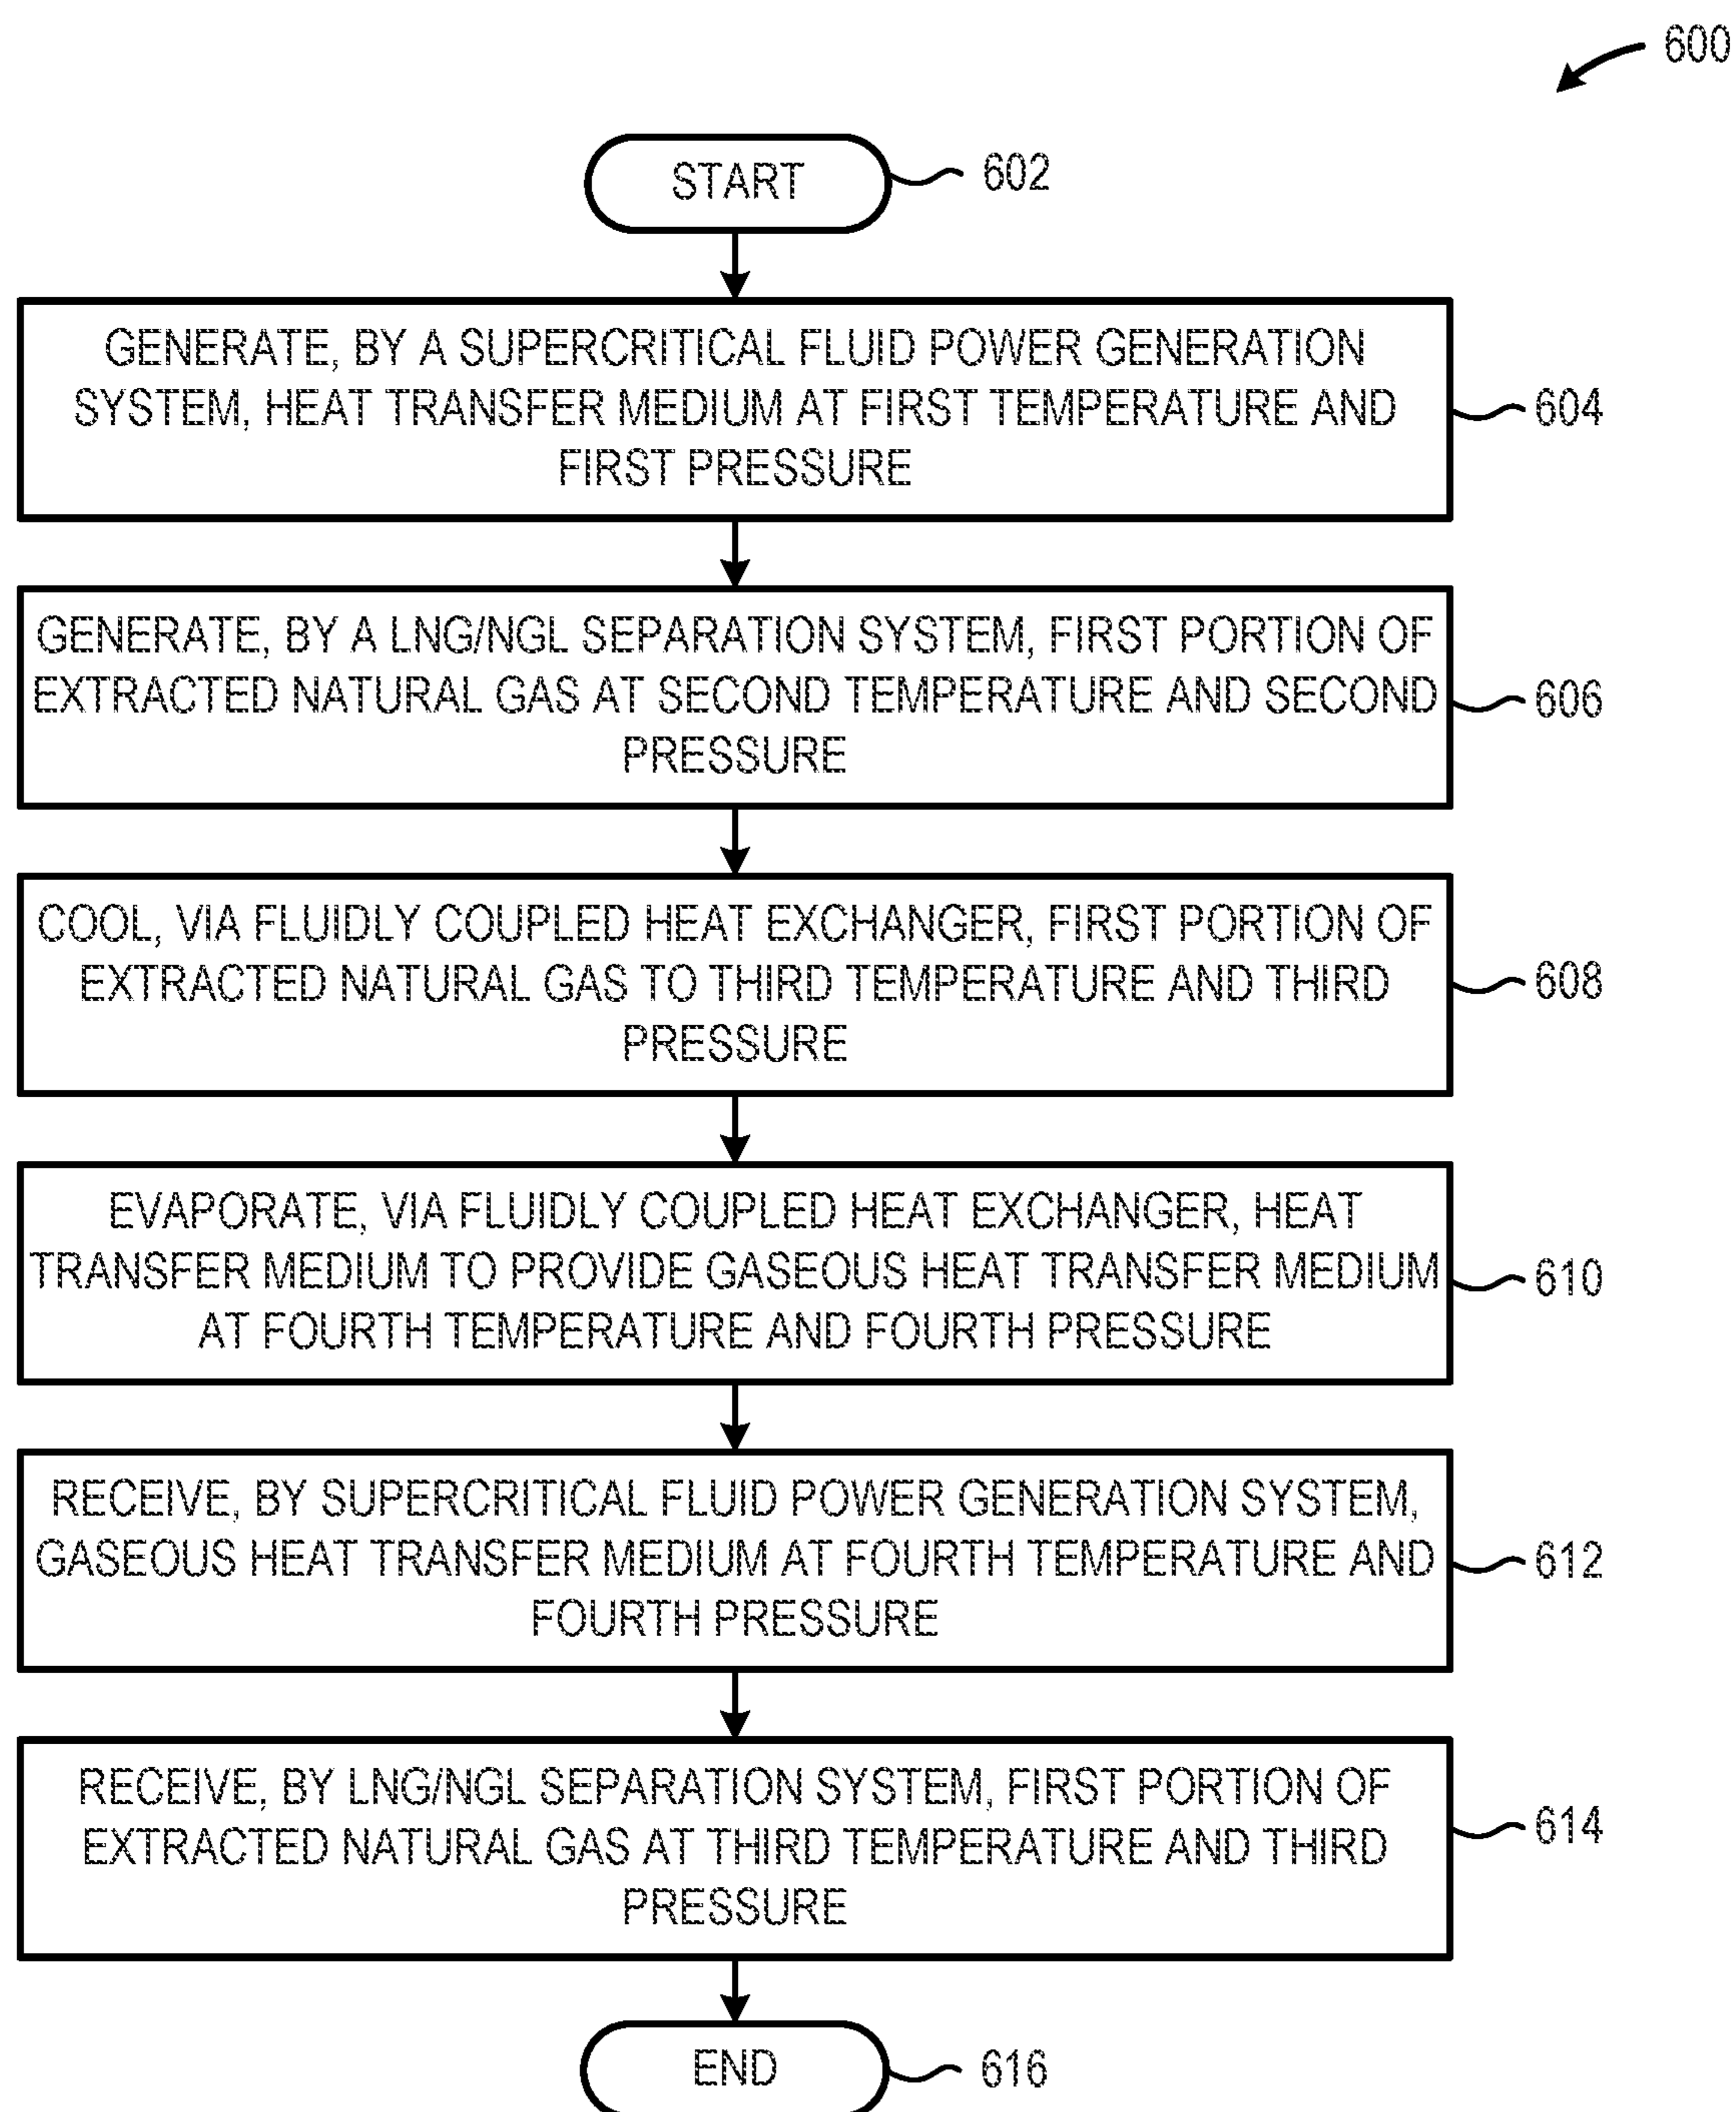 600
START
602
GENERATE, BY A SUPERCRITICAL FLUID POWER GENERATION
SYSTEM, HEAT TRANSFER MEDIUM AT FIRST TEMPERATURE AND
FIRST PRESSURE
604
GENERATE, BY A LNG/NGL SEPARATION SYSTEM, FIRST PORTION OF
EXTRACTED NATURAL GAS AT SECOND TEMPERATURE AND SECOND
PRESSURE
606
COOL, VIA FLUIDLY COUPLED HEAT EXCHANGER, FIRST PORTION OF
EXTRACTED NATURAL GAS TO THIRD TEMPERATURE AND THIRD
PRESSURE
608
EVAPORATE, VIA FLUIDLY COUPLED HEAT EXCHANGER, HEAT
TRANSFER MEDIUM TO PROVIDE GASEOUS HEAT TRANSFER MEDIUM
AT FOURTH TEMPERATURE AND FOURTH PRESSURE
610
RECEIVE, BY SUPERCRITICAL FLUID POWER GENERATION SYSTEM,
GASEOUS HEAT TRANSFER MEDIUM AT FOURTH TEMPERATURE AND
FOURTH PRESSURE
612
RECEIVE, BY LNG/NGL SEPARATION SYSTEM, FIRST PORTION OF
EXTRACTED NATURAL GAS AT THIRD TEMPERATURE AND THIRD
PRESSURE
614
END
616